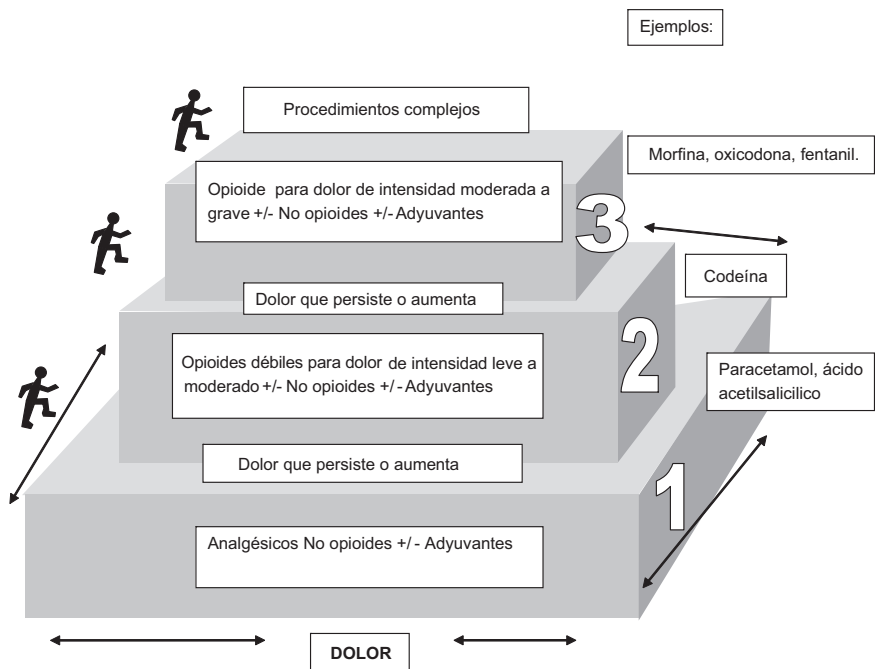 Ejemplos:
Procedimientos complejos
Morfina, oxicodona, fentanil.
Opioide para dolor de intensidad moderada a
grave +/- No opioides +/- Adyuvantes
3
Codeína
Dolor que persiste o aumenta
2
Opioides débiles para dolor de intensidad leve a
moderado +/- No opioides +/- Adyuvantes
Paracetamol, ácido
acetilsalicilico
Dolor que persiste o aumenta
1
Analgésicos No opioides +/- Adyuvantes
DOLOR